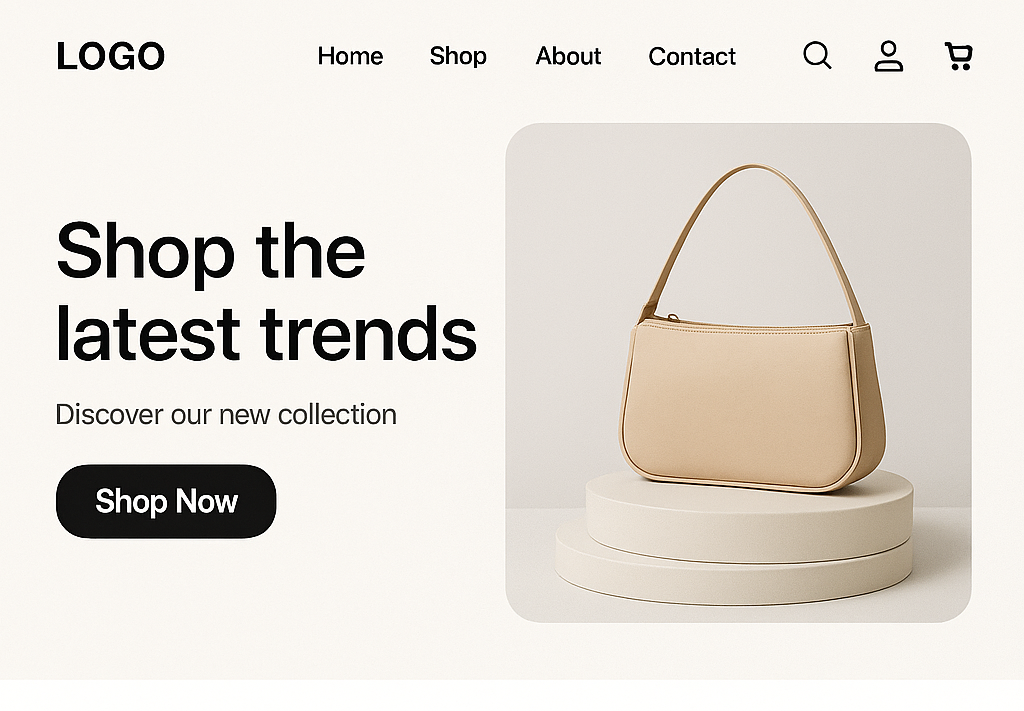 LOGO
Home Shop About Contact
Shop the
latest trends
Discover our new collection
Shop Now